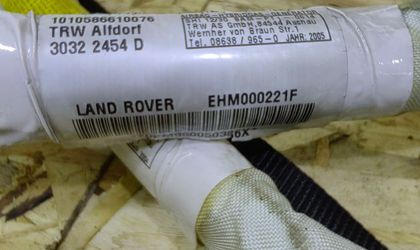 1010586610076
TRW Alfdorf
3032 2454 D
TRW AS GmbH, 84544 Aschau
Wernher von Braun Str. 1
Tel. 08638 / 965-0 JAHR: 2005
LAND ROVER EHM000221F